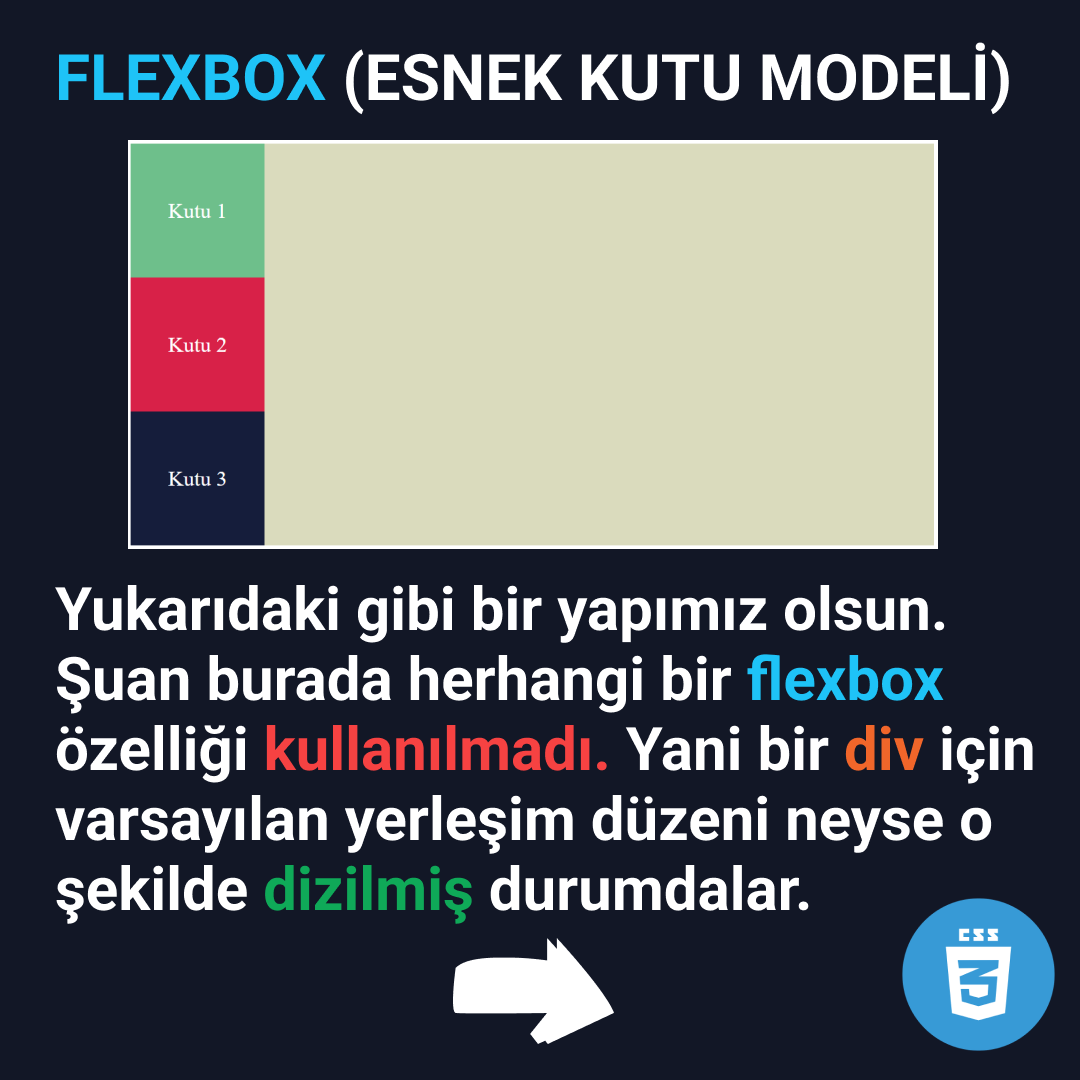 FLEXBOX (ESNEK KUTU MODELİ)
Kutu 1
Kutu 2
Kutu 3
Yukarıdaki gibi bir yapımız olsun.
Şuan burada herhangi bir flexbox
özelliği kullanılmadı. Yani bir div için
varsayılan yerleşim düzeni neyse o
şekilde dizilmiş durumdalar.
CSS
3